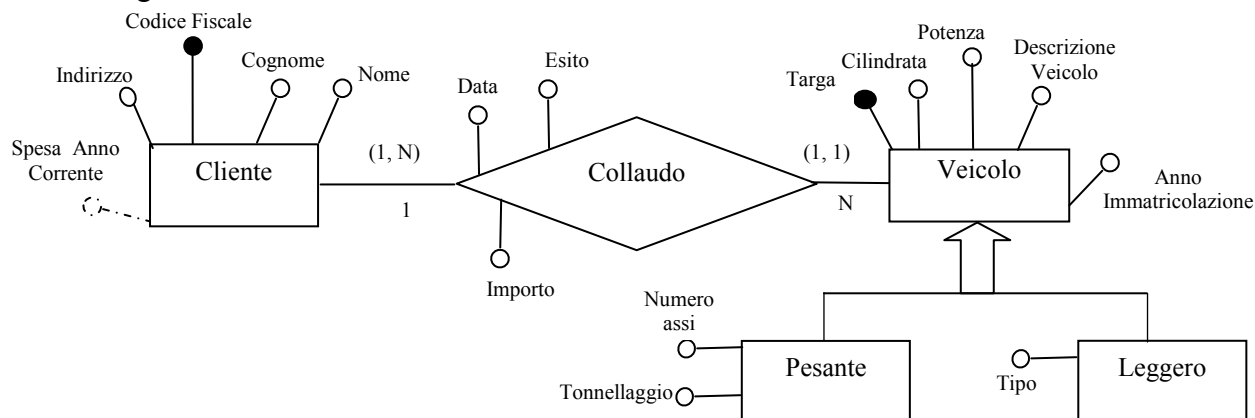 Codice Fiscale
Indirizzo
Cognome
Nome
Spesa Anno
Corrente
Cliente
(1, N)
1
Data
Esito
Collaudo
Importo
(1, 1)
N
Targa
Cilindrata
Potenza
Descrizione
Veicolo
Veicolo
Anno
Immatricolazione
Numero
assi
Tonnellaggio
Pesante
Tipo
Leggero